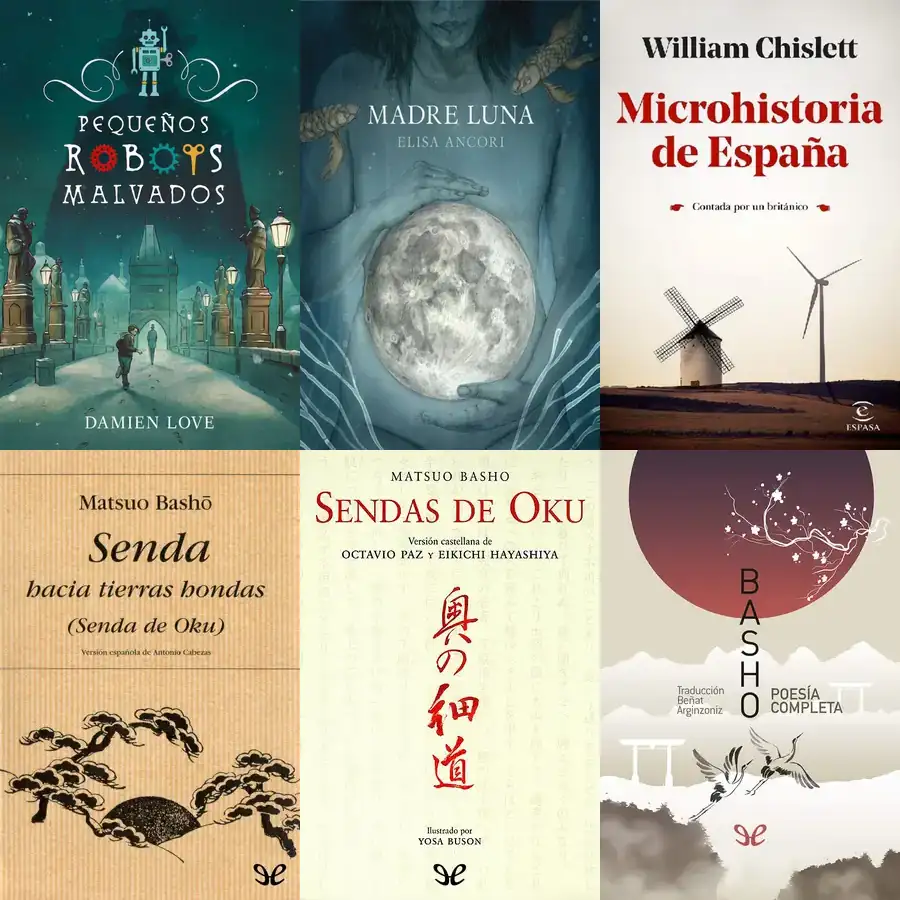 PEQUEÑOS
ROBOTS
MALVADOS
DAMIEN LOVE
MADRE LUNA
ELISA ANCORI
William Chislett
Microhistoria
de España
Contada por un británico
ESPASA
Matsuo Bashō
Senda
hacia tierras hondas
(Senda de Oku)
Versión española de Antonio Cabezas
MATSUO BASHO
SENDAS DE OKU
Versión castellana de
OCTAVIO PAZ Y EIKICHI HAYASHIYA
奥の細道
Ilustrado por
YOSA BUSON
BASHO
Traducción
Beñat
Arginzoniz
POESÍA
COMPLETA